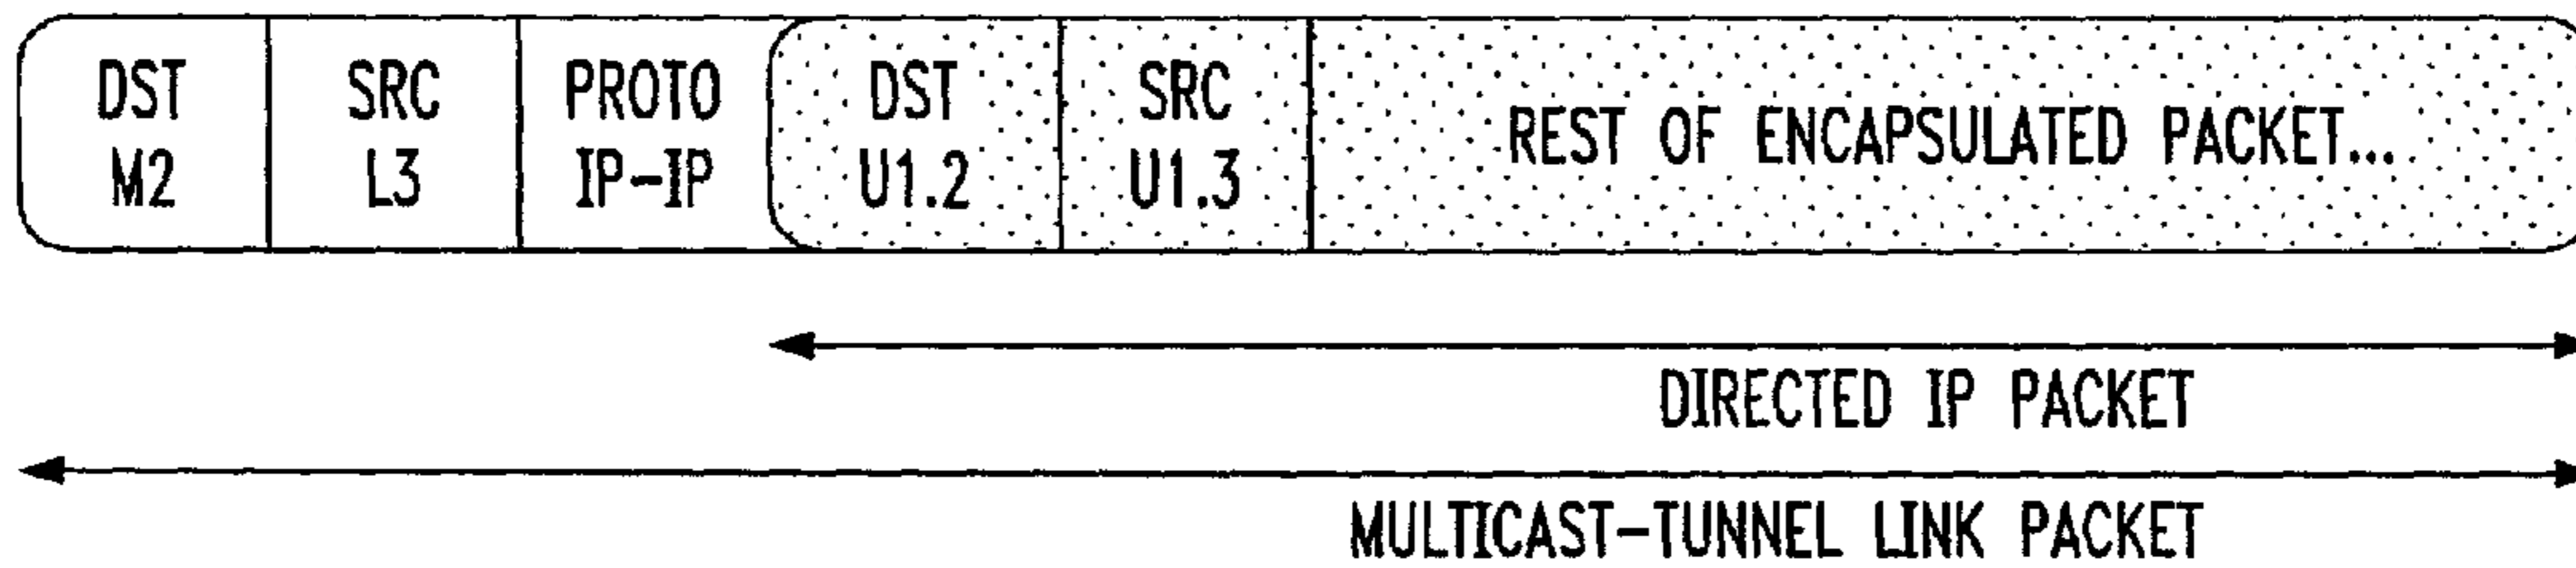 DST SRC PROTO DST SRC REST OF ENCAPSULATED PACKET...
M2 L3 IP-IP U1.2 U1.3
DIRECTED IP PACKET
MULTICAST-TUNNEL LINK PACKET